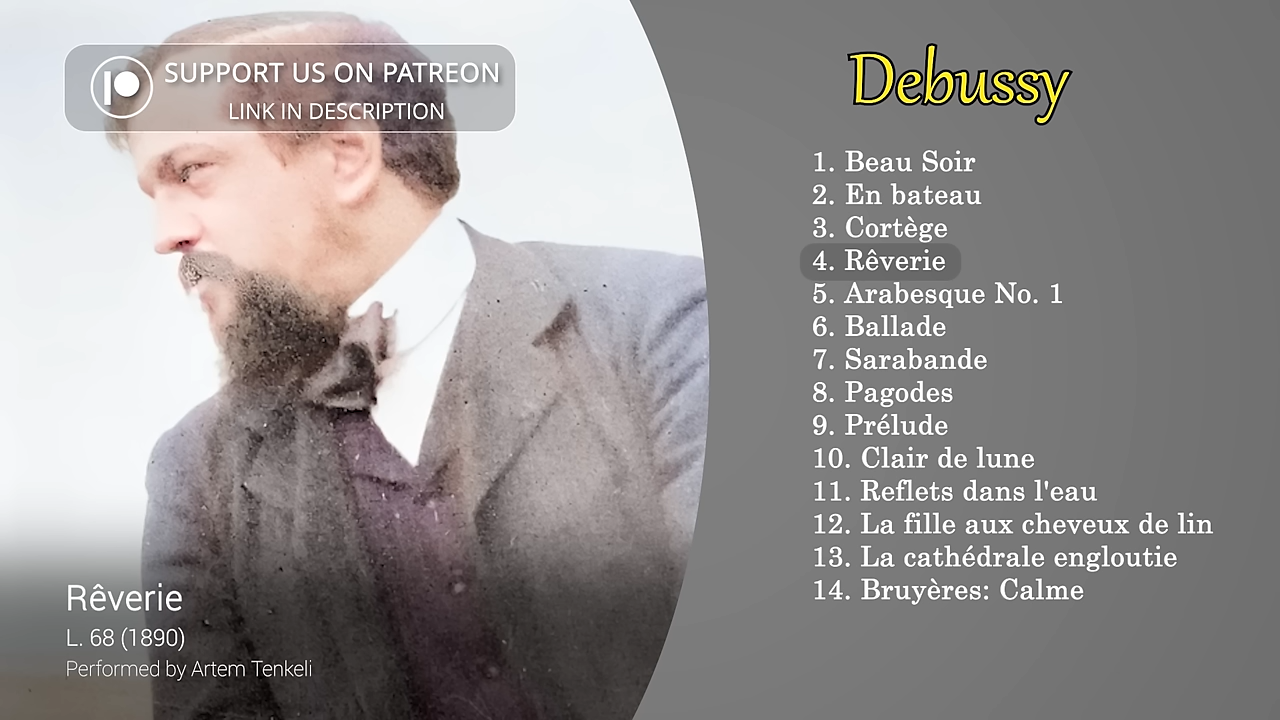 SUPPORT US ON PATREON
LINK IN DESCRIPTION
Rêverie
L. 68 (1890)
Performed by Artem Tenkeli
Debussy
1. Beau Soir
2. En bateau
3. Cortège
4. Rêverie
5. Arabesque No. 1
6. Ballade
7. Sarabande
8. Pagodes
9. Prélude
10. Clair de lune
11. Reflets dans l'eau
12. La fille aux cheveux de lin
13. La cathédrale engloutie
14. Bruyères: Calme